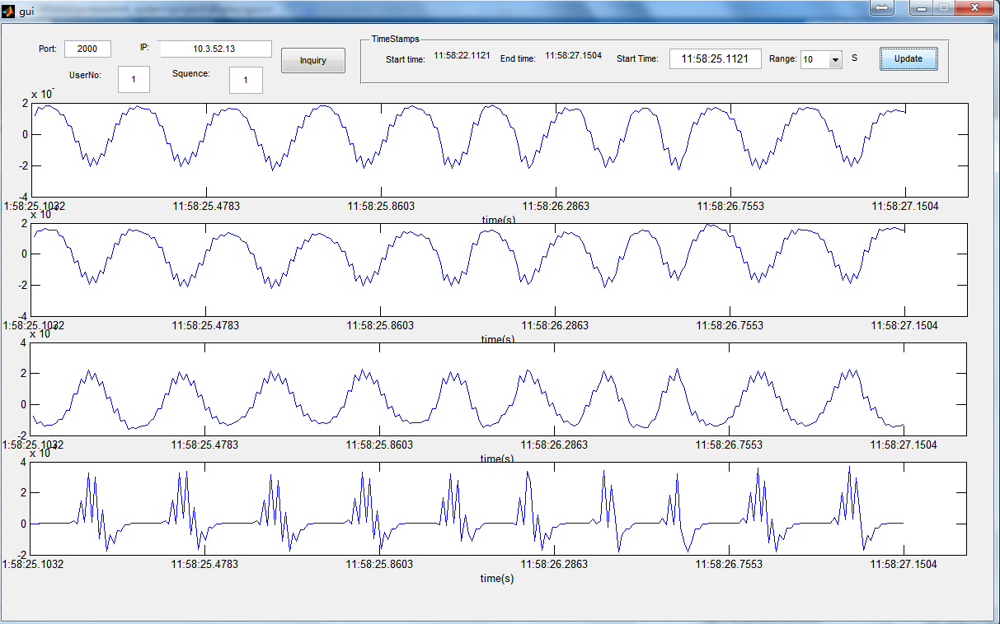 gui
TimeStamps
Port: 2000 IP: 10.3.52.13 Inquiry Start time: 11:58:22.1121 End time: 11:58:27.1504 Start Time: 11:58:25.1121 Range: 10 S Update
UserNo: 1 Squence: 1
x 10
2
0
-2
-4
1:58:25.1032 11:58:25.4783 11:58:25.8603 11:58:26.2863 11:58:26.7553 11:58:27.1504
time(s)
x 10
2
0
-2
-4
1:58:25.1032 11:58:25.4783 11:58:25.8603 11:58:26.2863 11:58:26.7553 11:58:27.1504
time(s)
x 10
4
2
0
-2
1:58:25.1032 11:58:25.4783 11:58:25.8603 11:58:26.2863 11:58:26.7553 11:58:27.1504
time(s)
x 10
4
2
0
-2
1:58:25.1032 11:58:25.4783 11:58:25.8603 11:58:26.2863 11:58:26.7553 11:58:27.1504
time(s)